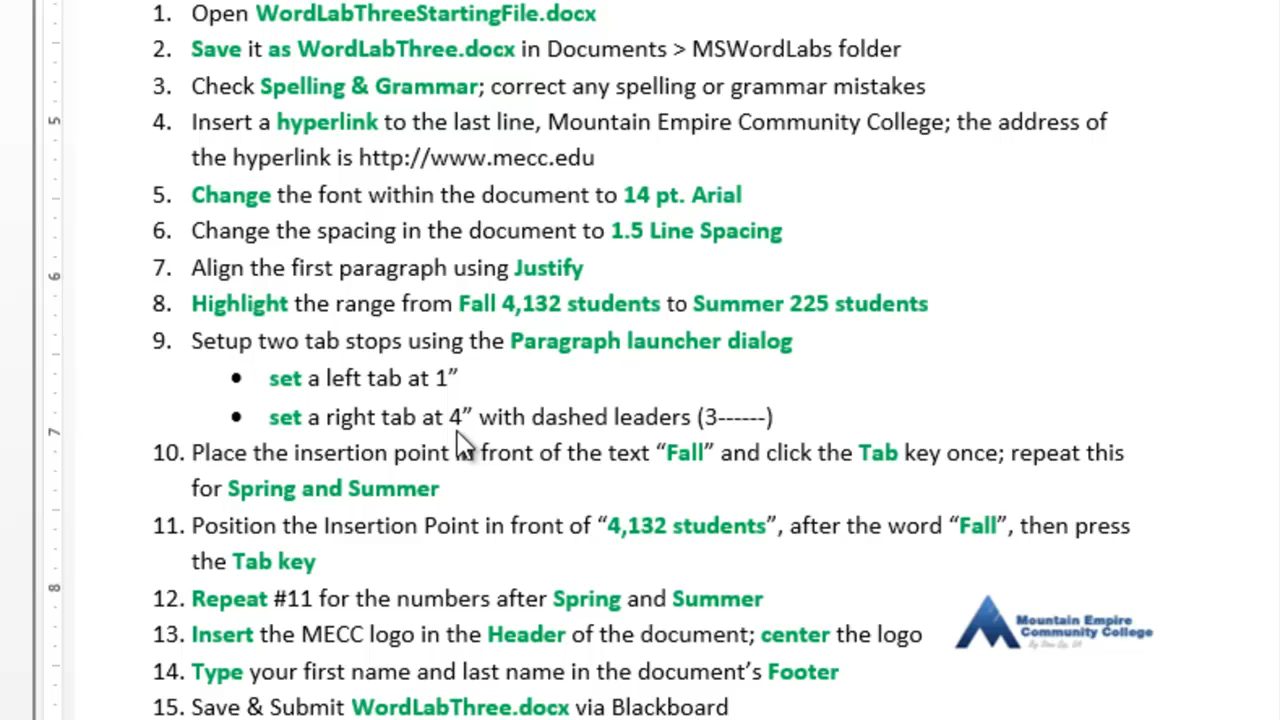 1. Open WordLabThreeStartingFile.docx
2. Save it as WordLabThree.docx in Documents > MSWordLabs folder
3. Check Spelling & Grammar; correct any spelling or grammar mistakes
4. Insert a hyperlink to the last line, Mountain Empire Community College; the address of
the hyperlink is http://www.mecc.edu
5
5. Change the font within the document to 14 pt. Arial
6. Change the spacing in the document to 1.5 Line Spacing
6
7. Align the first paragraph using Justify
8. Highlight the range from Fall 4,132 students to Summer 225 students
9. Setup two tab stops using the Paragraph launcher dialog
• set a left tab at 1”
• set a right tab at 4” with dashed leaders (3------)
7
10. Place the insertion point front of the text “Fall” and click the Tab key once; repeat this
for Spring and Summer
11. Position the Insertion Point in front of “4,132 students”, after the word “Fall”, then press
the Tab key
8
12. Repeat #11 for the numbers after Spring and Summer
13. Insert the MECC logo in the Header of the document; center the logo
Mountain Empire
Community College
14. Type your first name and last name in the document’s Footer
15. Save & Submit WordLabThree.docx via Blackboard